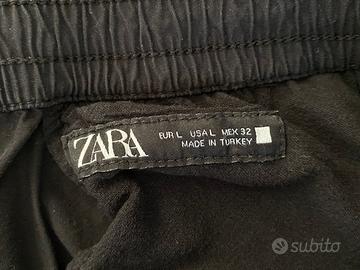 ZARA
EUR L USA L MEX 32
MADE IN TURKEY
subito